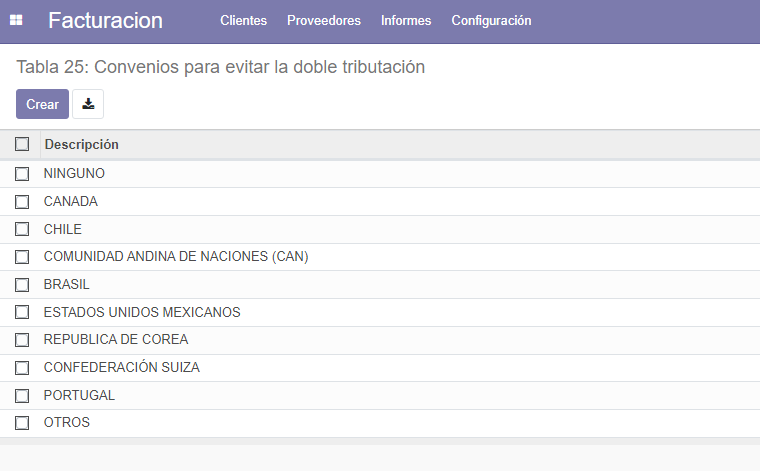 Facturacion Clientes Proveedores Informes Configuración
Tabla 25: Convenios para evitar la doble tributación
Crear
Descripción
NINGUNO
CANADA
CHILE
COMUNIDAD ANDINA DE NACIONES (CAN)
BRASIL
ESTADOS UNIDOS MEXICANOS
REPUBLICA DE COREA
CONFEDERACIÓN SUIZA
PORTUGAL
OTROS